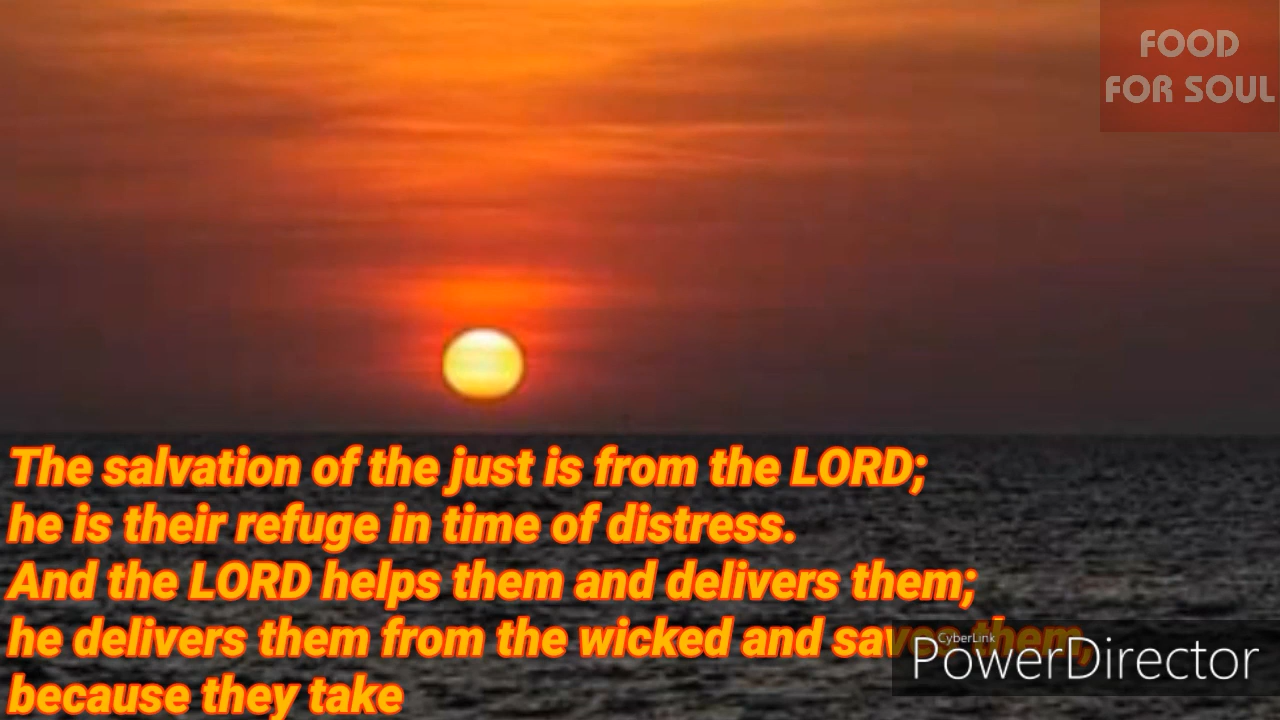 FOOD
FOR SOUL
The salvation of the just is from the LORD;
he is their refuge in time of distress.
And the LORD helps them and delivers them;
he delivers them from the wicked and saves them,
because they take
CyberLink
PowerDirector